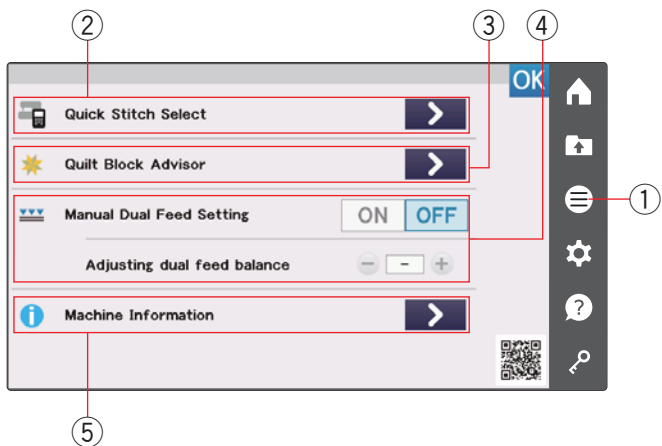 ② ③ ④
OK
Quick Stitch Select
Quilt Block Advisor
①
Manual Dual Feed Setting ON OFF
Adjusting dual feed balance − - +
Machine Information
?
⑤